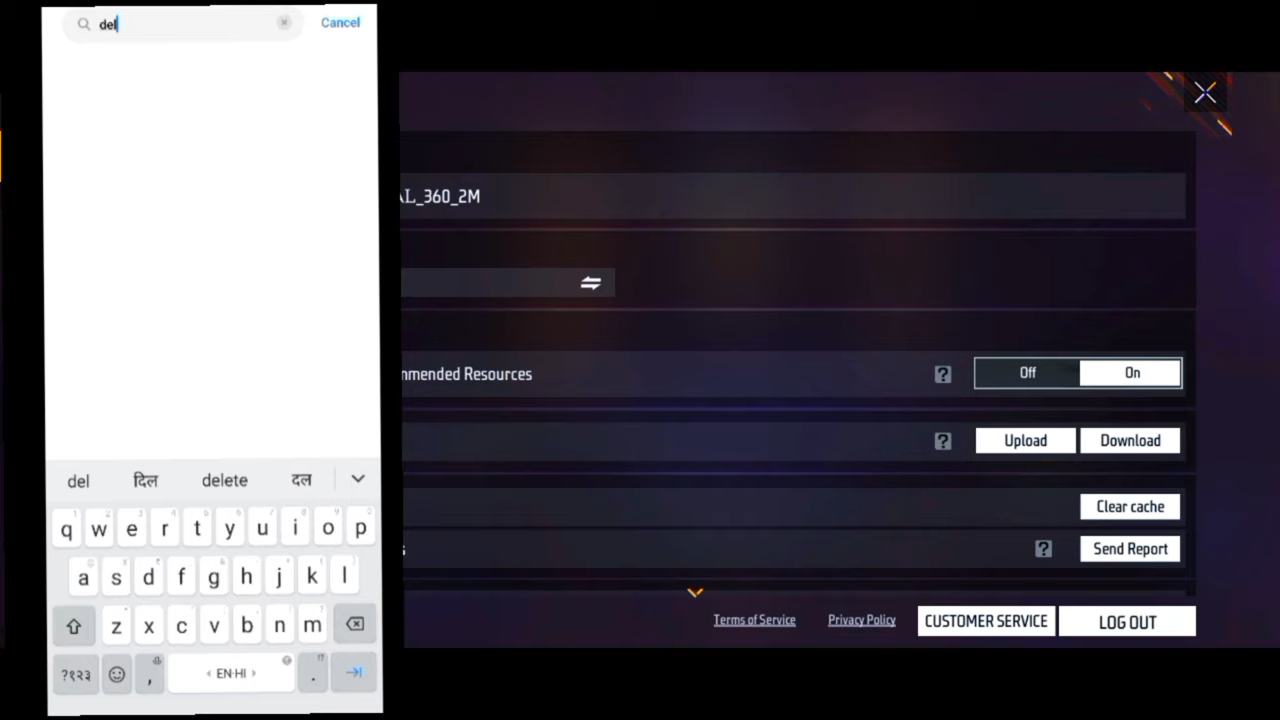 del
Cancel
del दिल delete दल
q w e r t y u i o p
a s d f g h j k l
z x c v b n m
?१२३ , EN·HI .
AL_360_2M
mmended Resources
Off On
Upload Download
Clear cache
Send Report
Terms of Service Privacy Policy CUSTOMER SERVICE LOG OUT